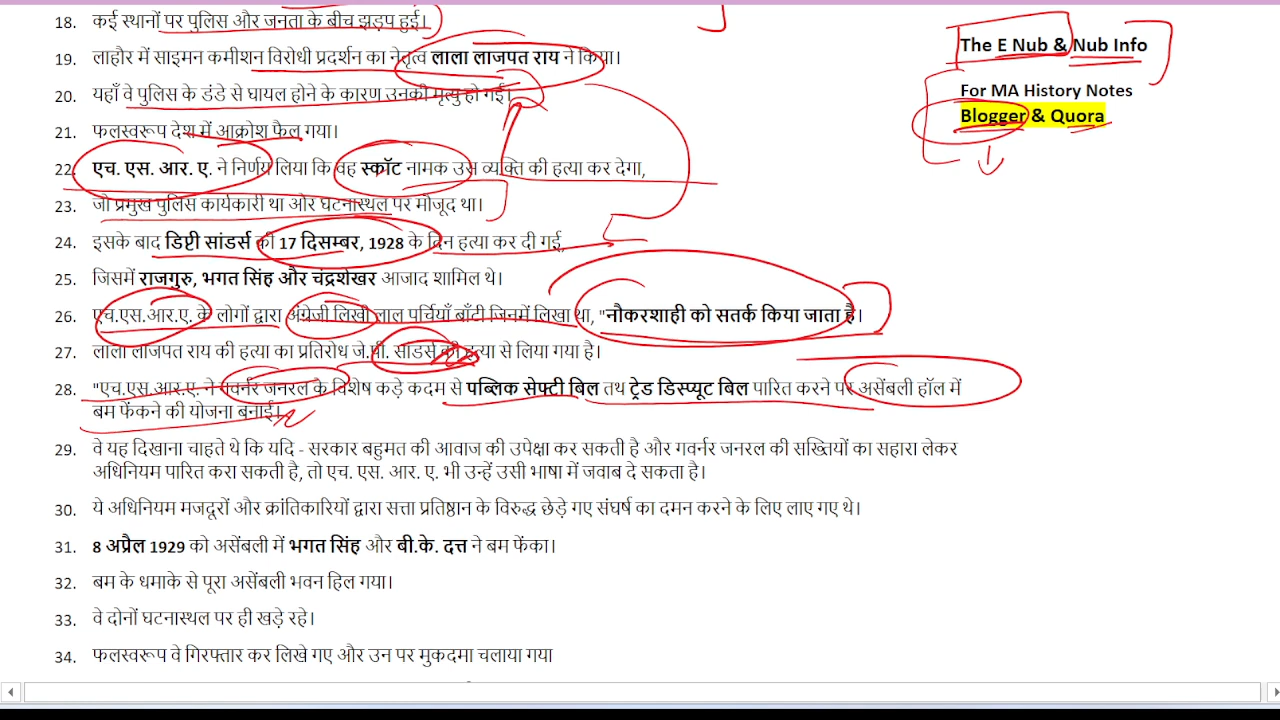 18. कई स्थानों पर पुलिस और जनता के बीच झड़प हुई।
19. लाहौर में साइमन कमीशन विरोधी प्रदर्शन का नेतृत्व लाला लाजपत राय ने किया।
20. यहाँ वे पुलिस के डंडे से घायल होने के कारण उनकी मृत्यु हो गई।
21. फलस्वरूप देश में आक्रोश फैल गया।
22. एच. एस. आर. ए. ने निर्णय लिया कि वह स्कॉट नामक उस व्यक्ति की हत्या कर देगा,
23. जो प्रमुख पुलिस कार्यकारी था और घटनास्थल पर मौजूद था।
24. इसके बाद डिप्टी सांडर्स की 17 दिसम्बर, 1928 के दिन हत्या कर दी गई,
25. जिसमें राजगुरु, भगत सिंह और चंद्रशेखर आजाद शामिल थे।
26. एच.एस.आर.ए. के लोगों द्वारा अंग्रेजी लिखी लाल पर्चियाँ बाँटी जिनमें लिखा था, "नौकरशाही को सतर्क किया जाता है।
27. लाला लाजपत राय की हत्या का प्रतिरोध जे.पी. सांडर्स की हत्या से लिया गया है।
28. "एच.एस.आर.ए. ने गवर्नर जनरल के विशेष कड़े कदम से पब्लिक सेफ्टी बिल तथ ट्रेड डिस्प्यूट बिल पारित करने पर असेंबली हॉल में
बम फेंकने की योजना बनाई।
29. वे यह दिखाना चाहते थे कि यदि - सरकार बहुमत की आवाज की उपेक्षा कर सकती है और गवर्नर जनरल की सख्तियों का सहारा लेकर
अधिनियम पारित करा सकती है, तो एच. एस. आर. ए. भी उन्हें उसी भाषा में जवाब दे सकता है।
30. ये अधिनियम मजदूरों और क्रांतिकारियों द्वारा सत्ता प्रतिष्ठान के विरुद्ध छेड़े गए संघर्ष का दमन करने के लिए लाए गए थे।
31. 8 अप्रैल 1929 को असेंबली में भगत सिंह और बी.के. दत्त ने बम फेंका।
32. बम के धमाके से पूरा असेंबली भवन हिल गया।
33. वे दोनों घटनास्थल पर ही खड़े रहे।
34. फलस्वरूप वे गिरफ्तार कर लिखे गए और उन पर मुकदमा चलाया गया
The E Nub & Nub Info
For MA History Notes
Blogger & Quora